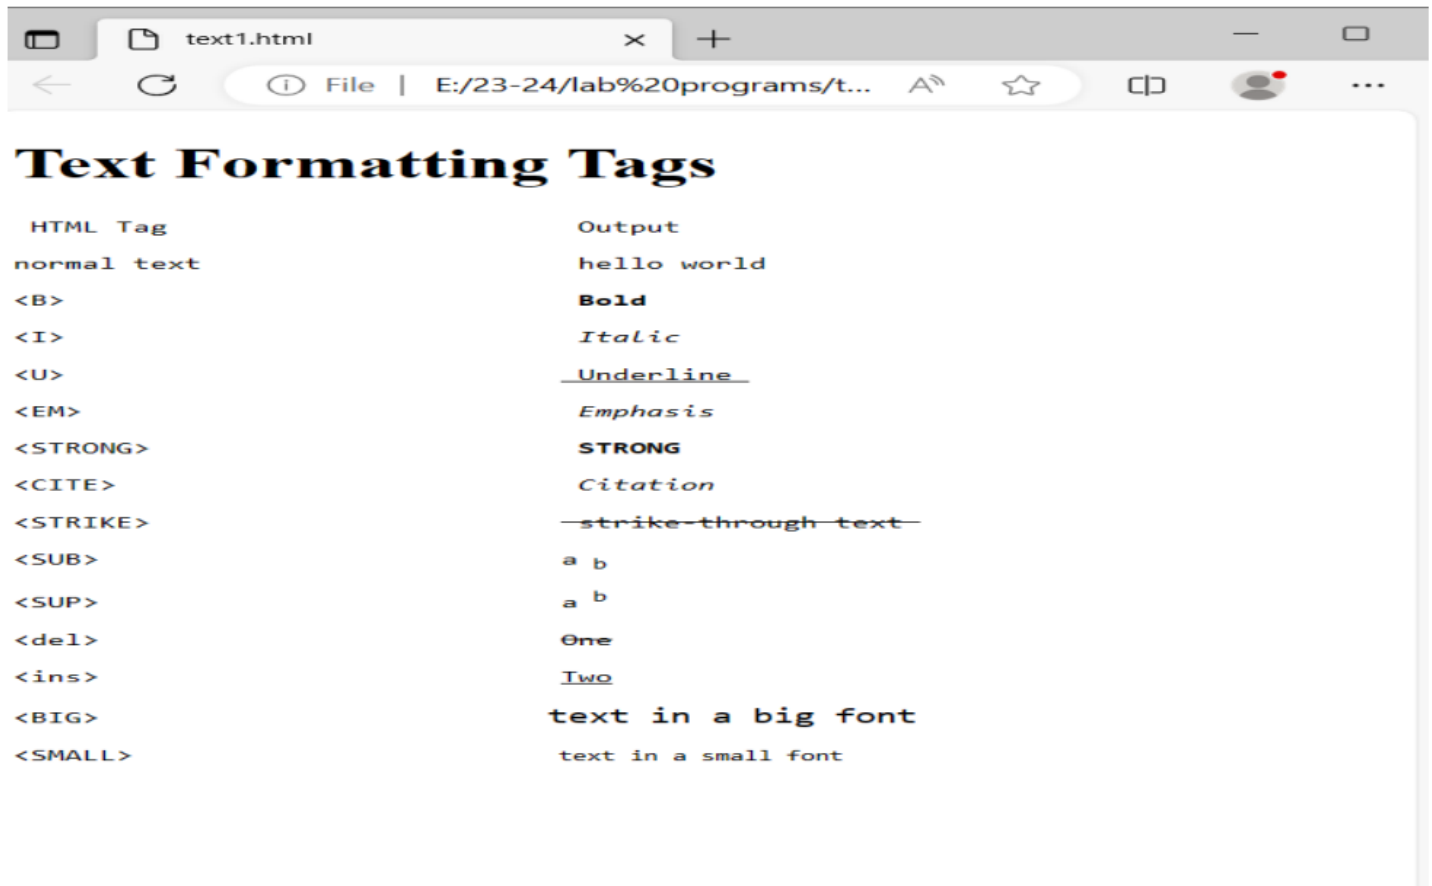 text1.html
File | E:/23-24/lab%20programs/t...
Text Formatting Tags
HTML Tag Output
normal text hello world
<B> Bold
<I> Italic
<U> Underline
<EM> Emphasis
<STRONG> STRONG
<CITE> Citation
<STRIKE> strike-through text
<SUB> a b
<SUP> a b
<del> One
<ins> Two
<BIG> text in a big font
<SMALL> text in a small font